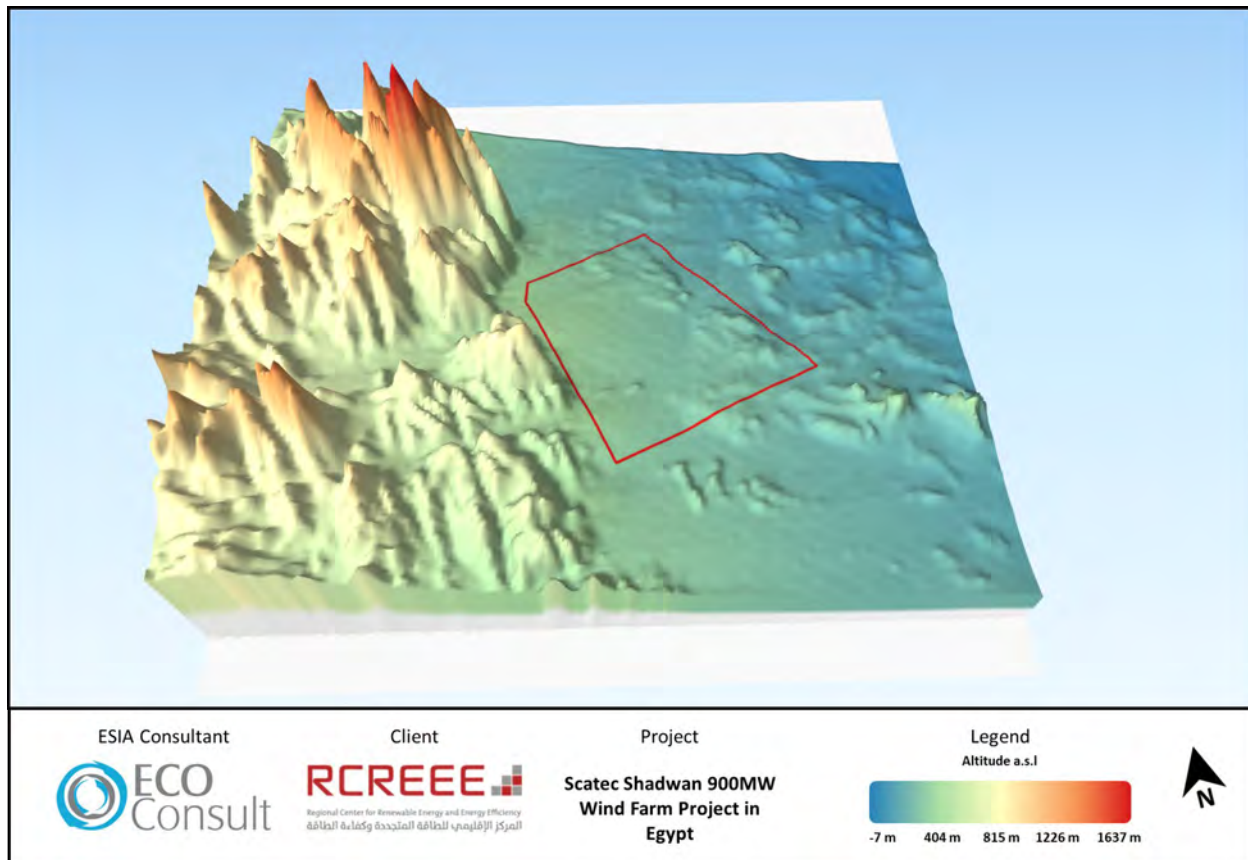 ESIA Consultant
ECO
Consult
Client
RCREEE
Regional Center for Renewable Energy and Energy Efficiency
المركز الإقليمي للطاقة المتجددة وكفاءة الطاقة
Project
Scatec Shadwan 900MW
Wind Farm Project in
Egypt
Legend
Altitude a.s.l
-7 m 404 m 815 m 1226 m 1637 m
N